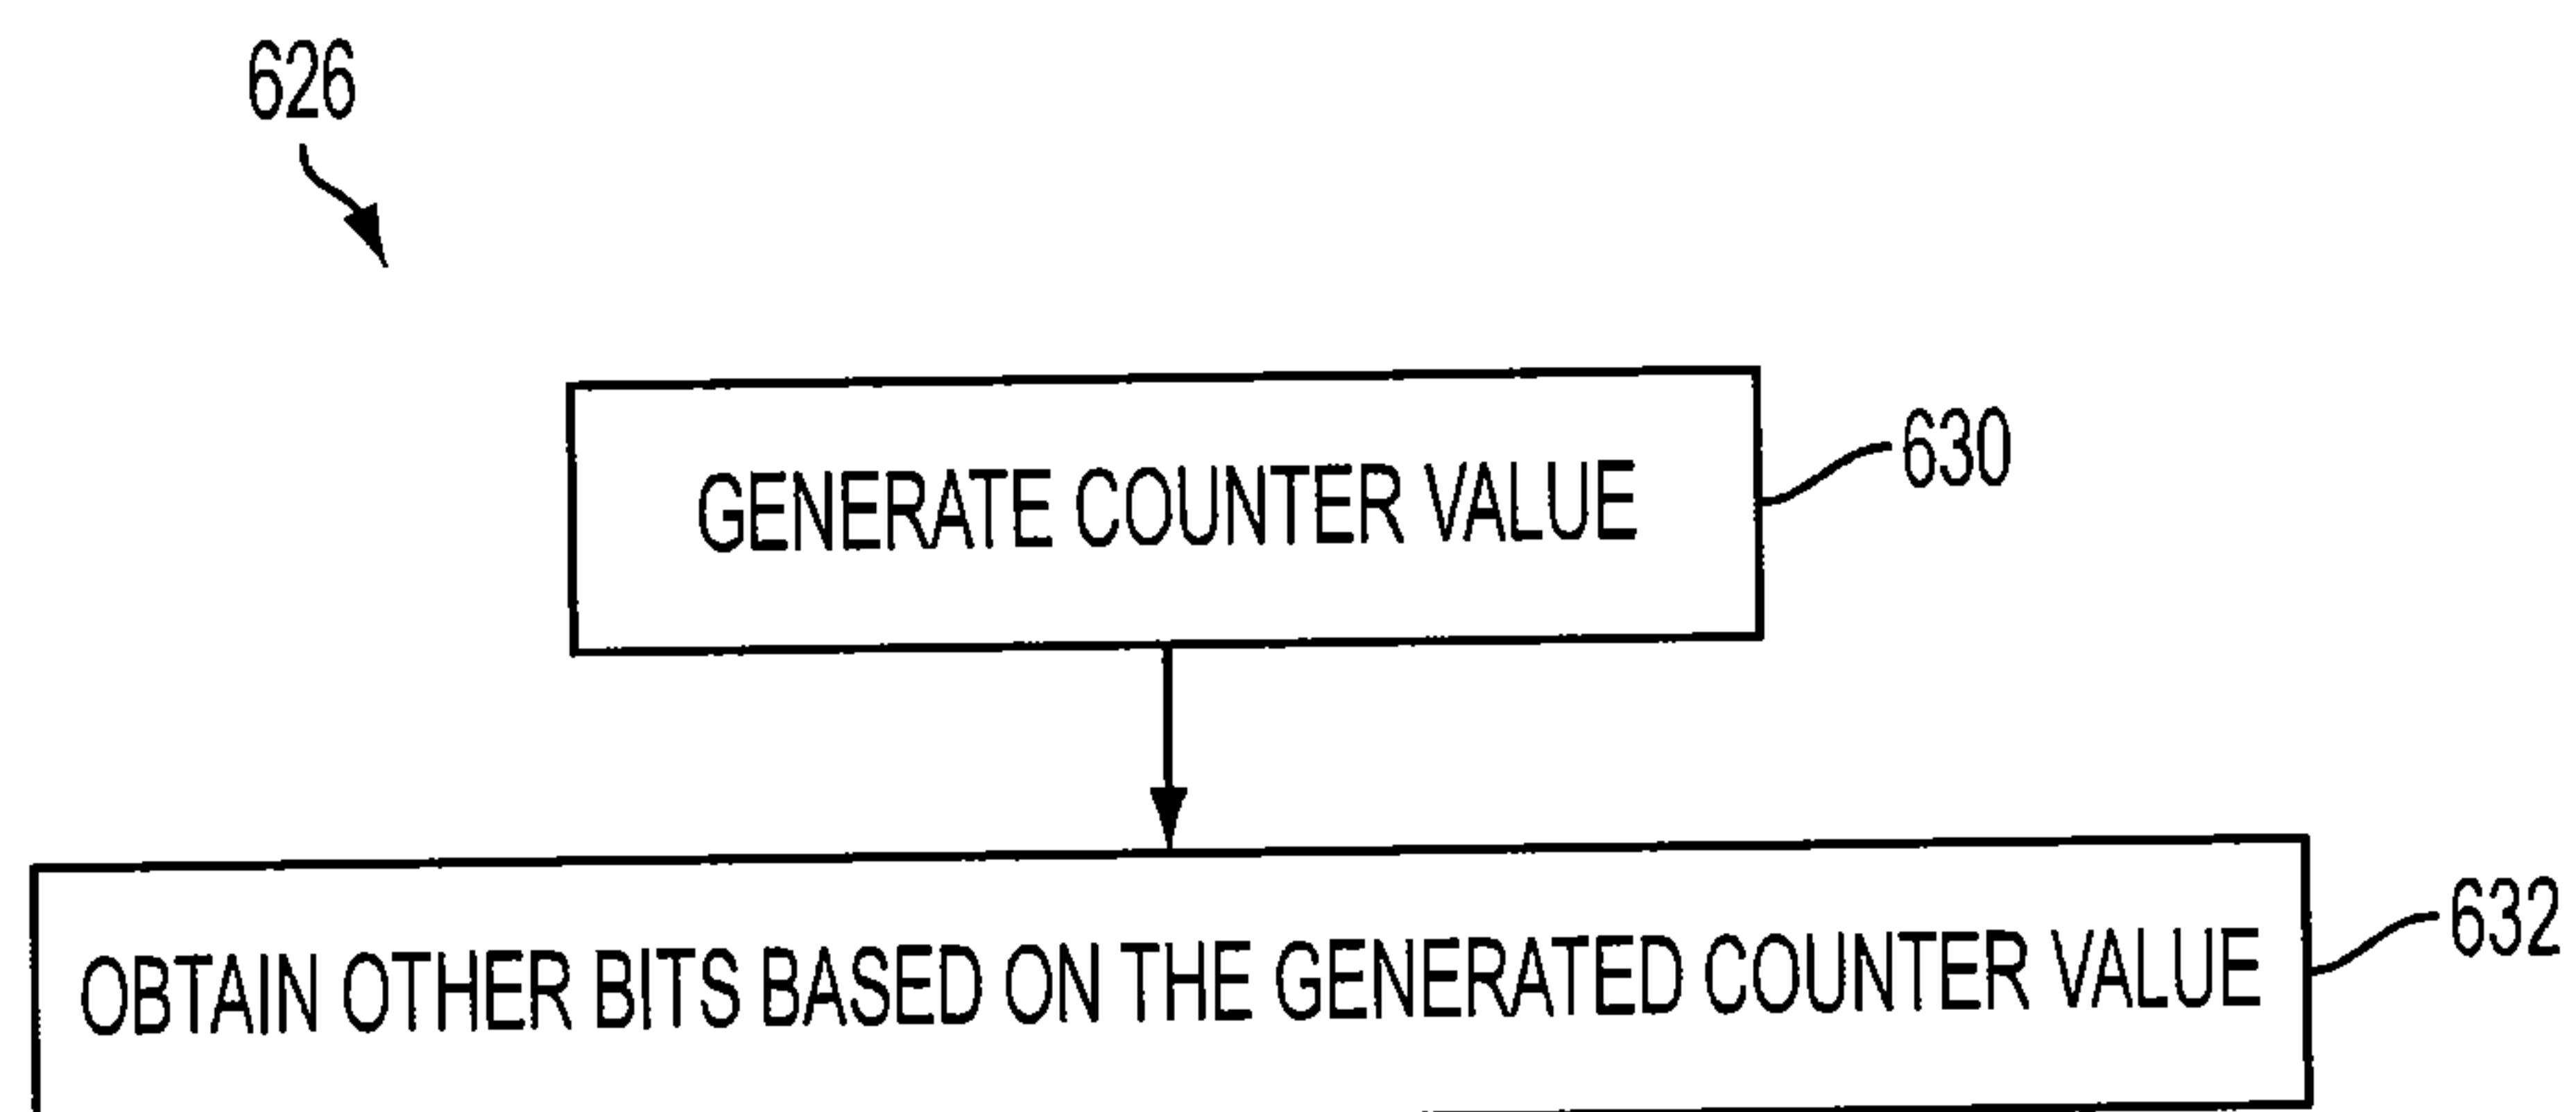 626
GENERATE COUNTER VALUE
630
OBTAIN OTHER BITS BASED ON THE GENERATED COUNTER VALUE
632